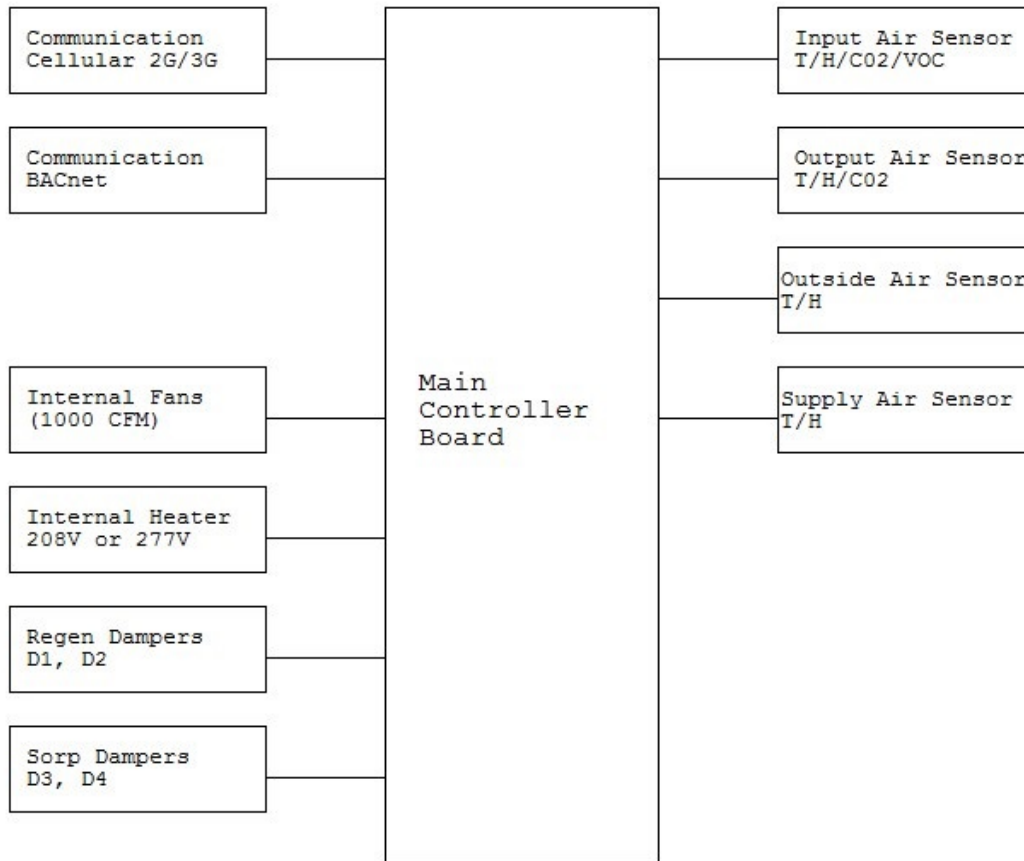 Communication
Cellular 2G/3G
Communication
BACnet
Internal Fans
(1000 CFM)
Internal Heater
208V or 277V
Regen Dampers
D1, D2
Sorp Dampers
D3, D4
Main
Controller
Board
Input Air Sensor
T/H/C02/VOC
Output Air Sensor
T/H/C02
Outside Air Sensor
T/H
Supply Air Sensor
T/H